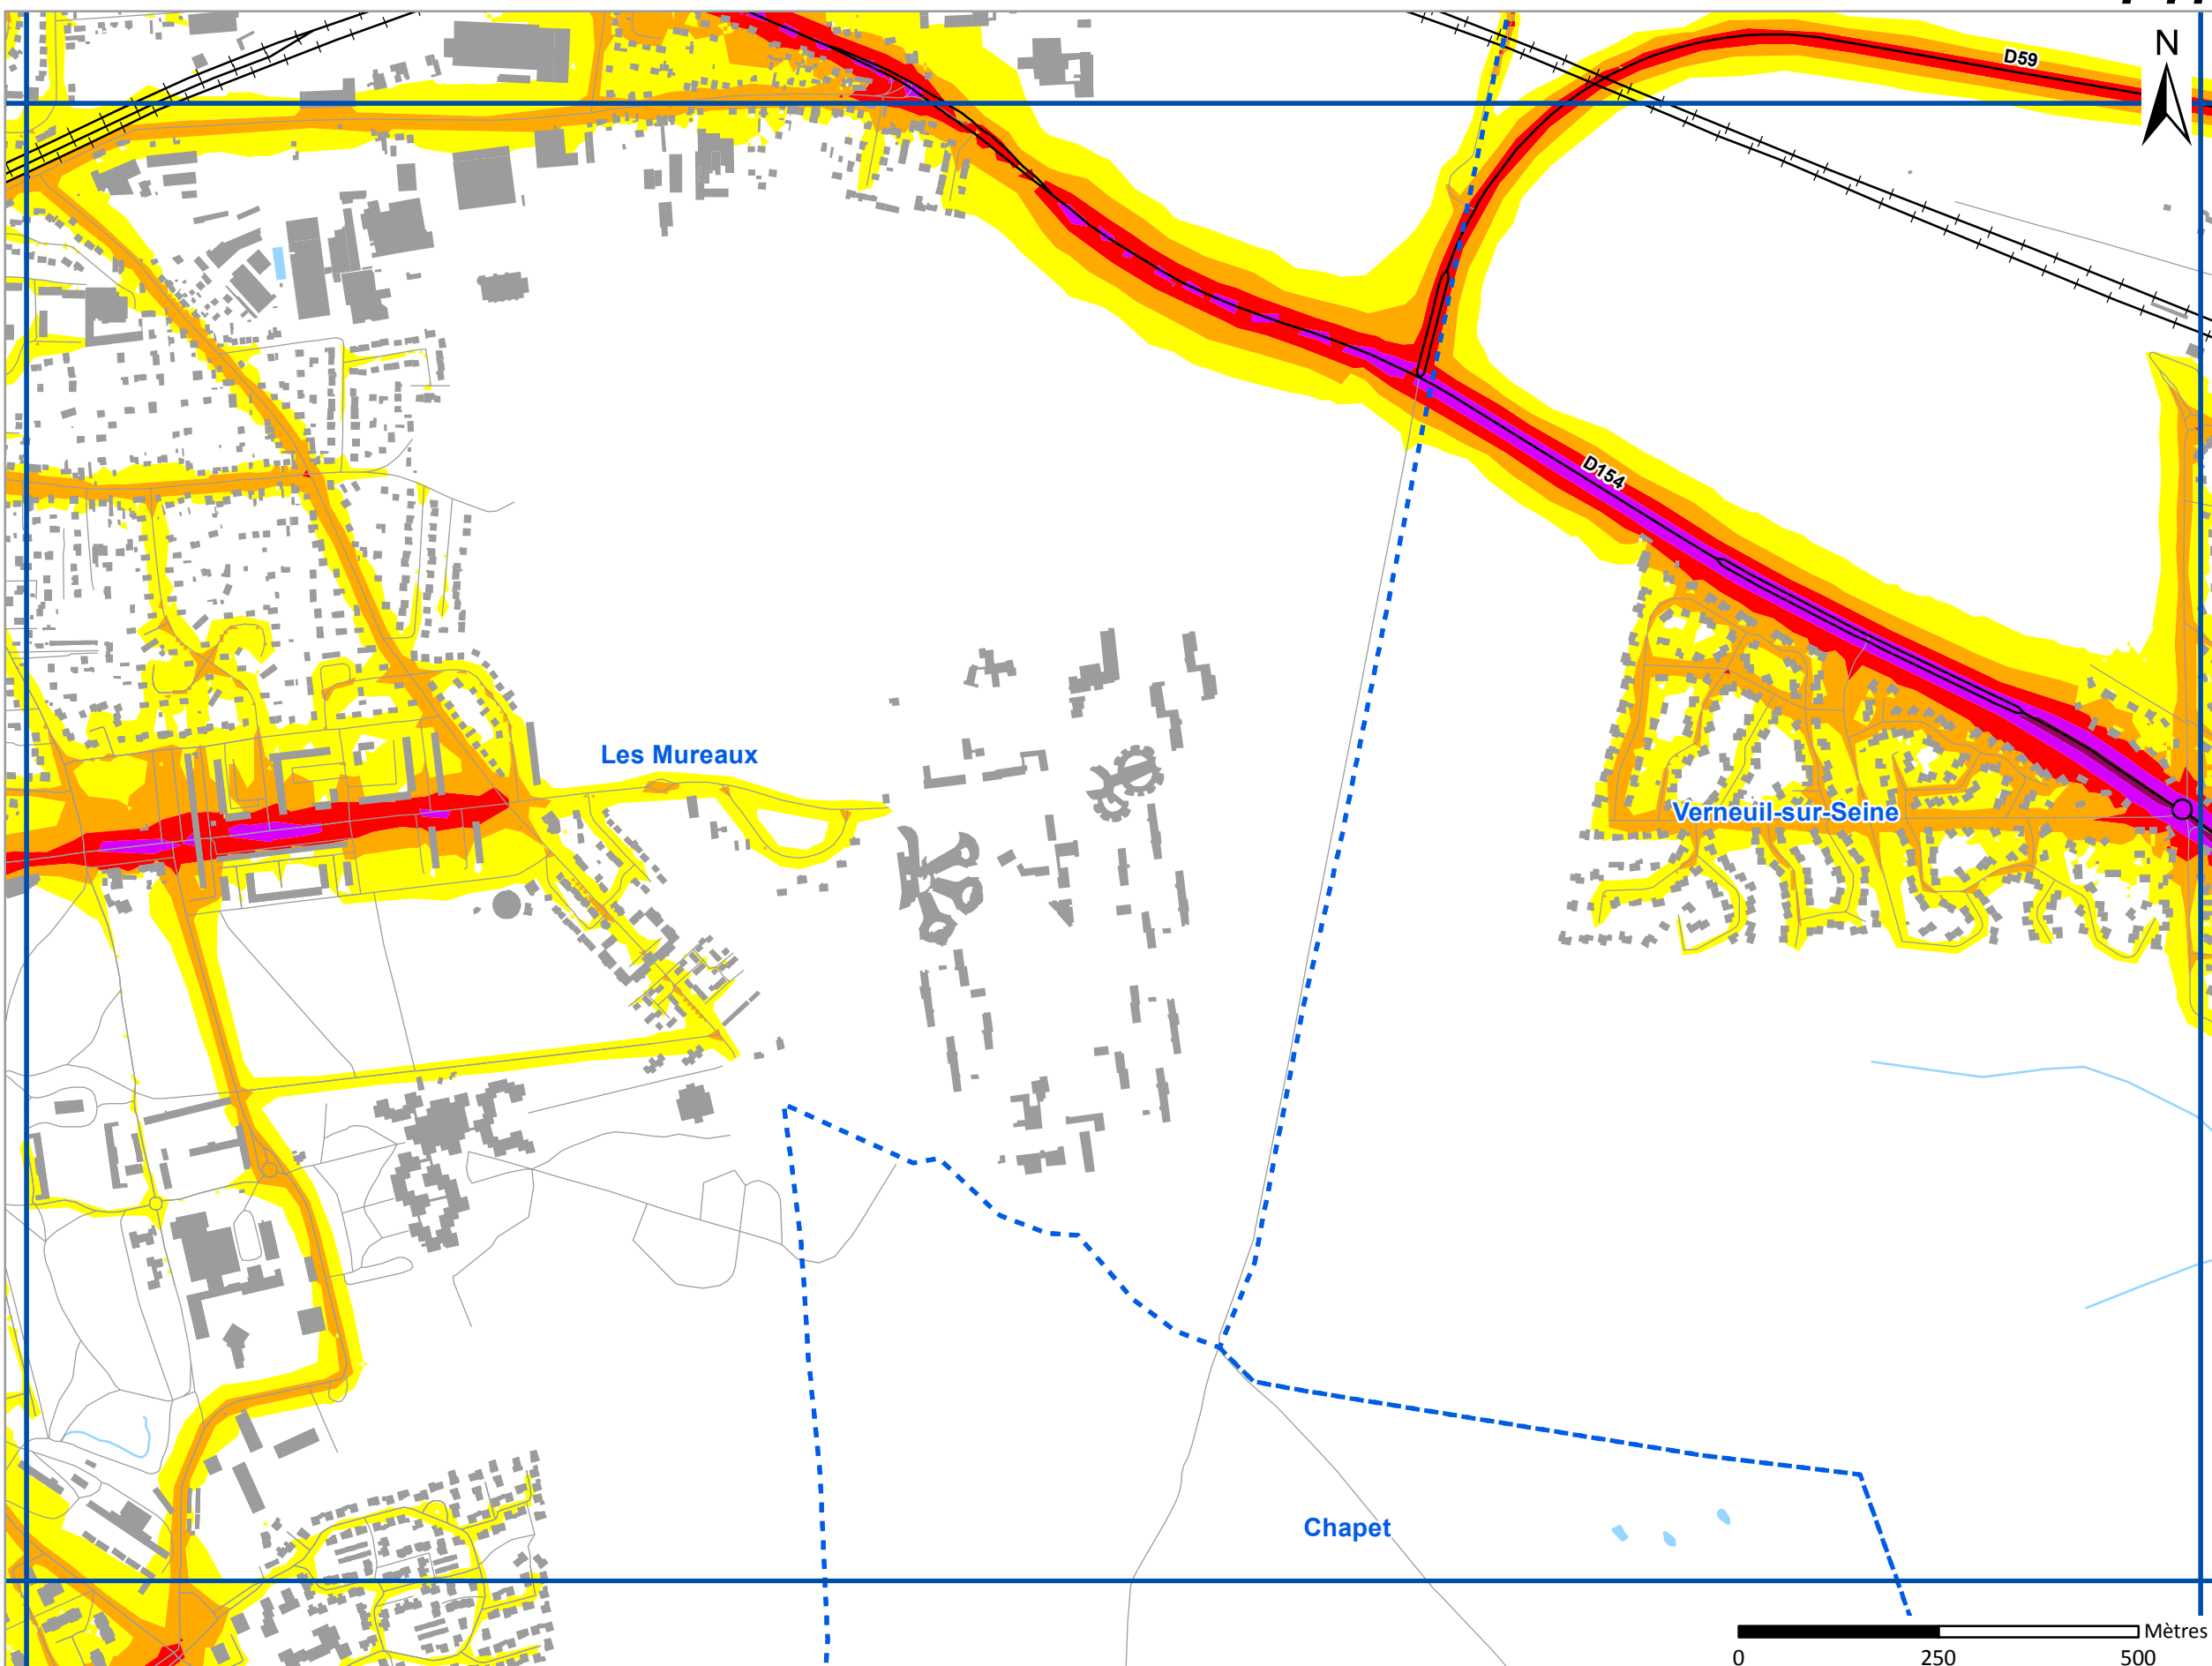 N
D59
D154
Les Mureaux
Verneuil-sur-Seine
Chapet
Mètres
0 250 500